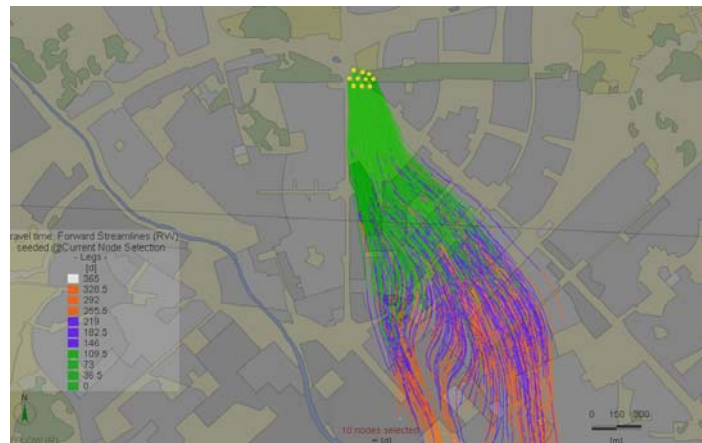 ravel time: Forward Streamlines (RW)
seeded @Current Node Selection
- Legs -
[d]
365
328.5
292
255.5
219
182.5
146
109.5
73
36.5
0
N
10 nodes selected
0 150 300
[m]